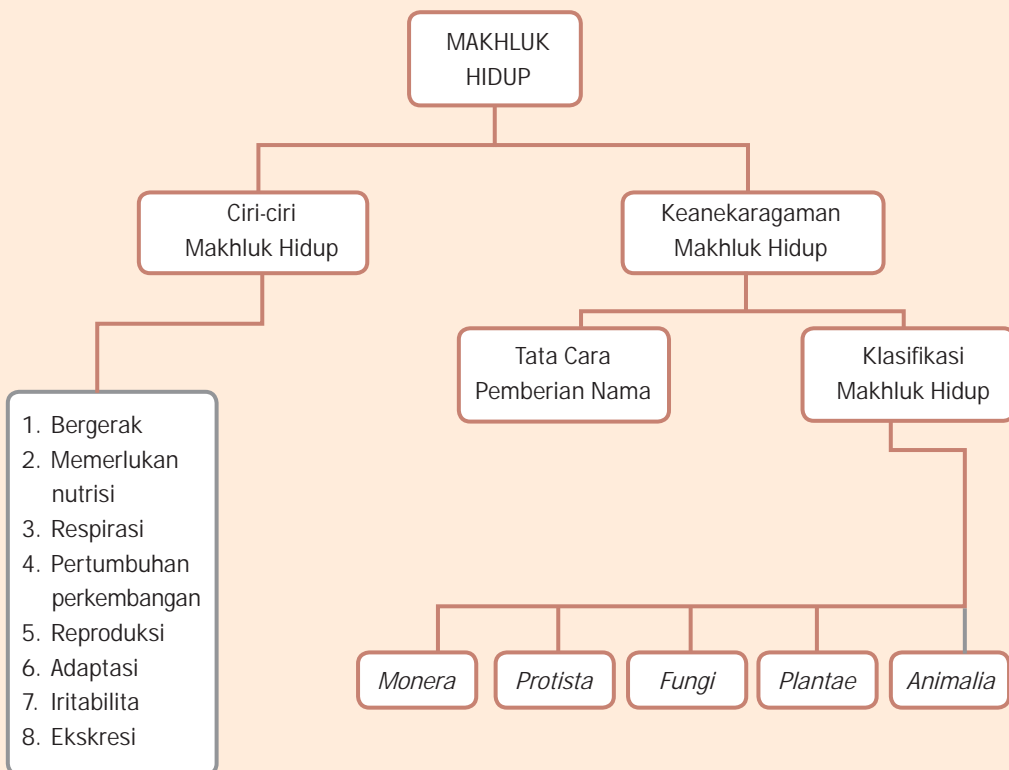 MAKHLUK
HIDUP
Ciri-ciri
Makhluk Hidup
Keanekaragaman
Makhluk Hidup
Tata Cara
Pemberian Nama
Klasifikasi
Makhluk Hidup
1. Bergerak
2. Memerlukan
nutrisi
3. Respirasi
4. Pertumbuhan
perkembangan
5. Reproduksi
6. Adaptasi
7. Iritabilita
8. Ekskresi
Monera
Protista
Fungi
Plantae
Animalia